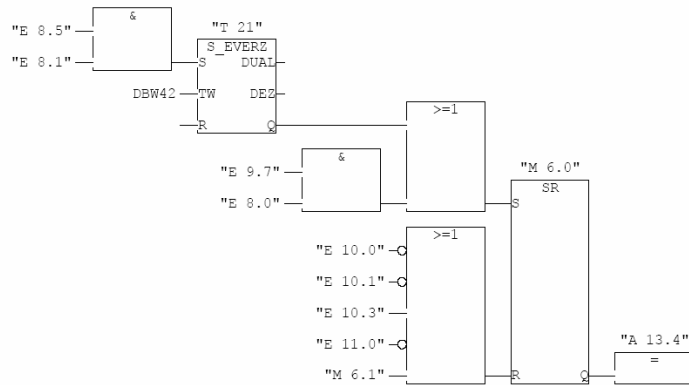 &
"T 21"
"E 8.5"
S_EVERZ
"E 8.1"
S DUAL
DBW42 TW DEZ
>=1
R Q
&
"E 9.7"
"M 6.0"
SR
"E 8.0"
S
>=1
"E 10.0"
"E 10.1"
"E 10.3"
"A 13.4"
"E 11.0"
=
"M 6.1"
R Q